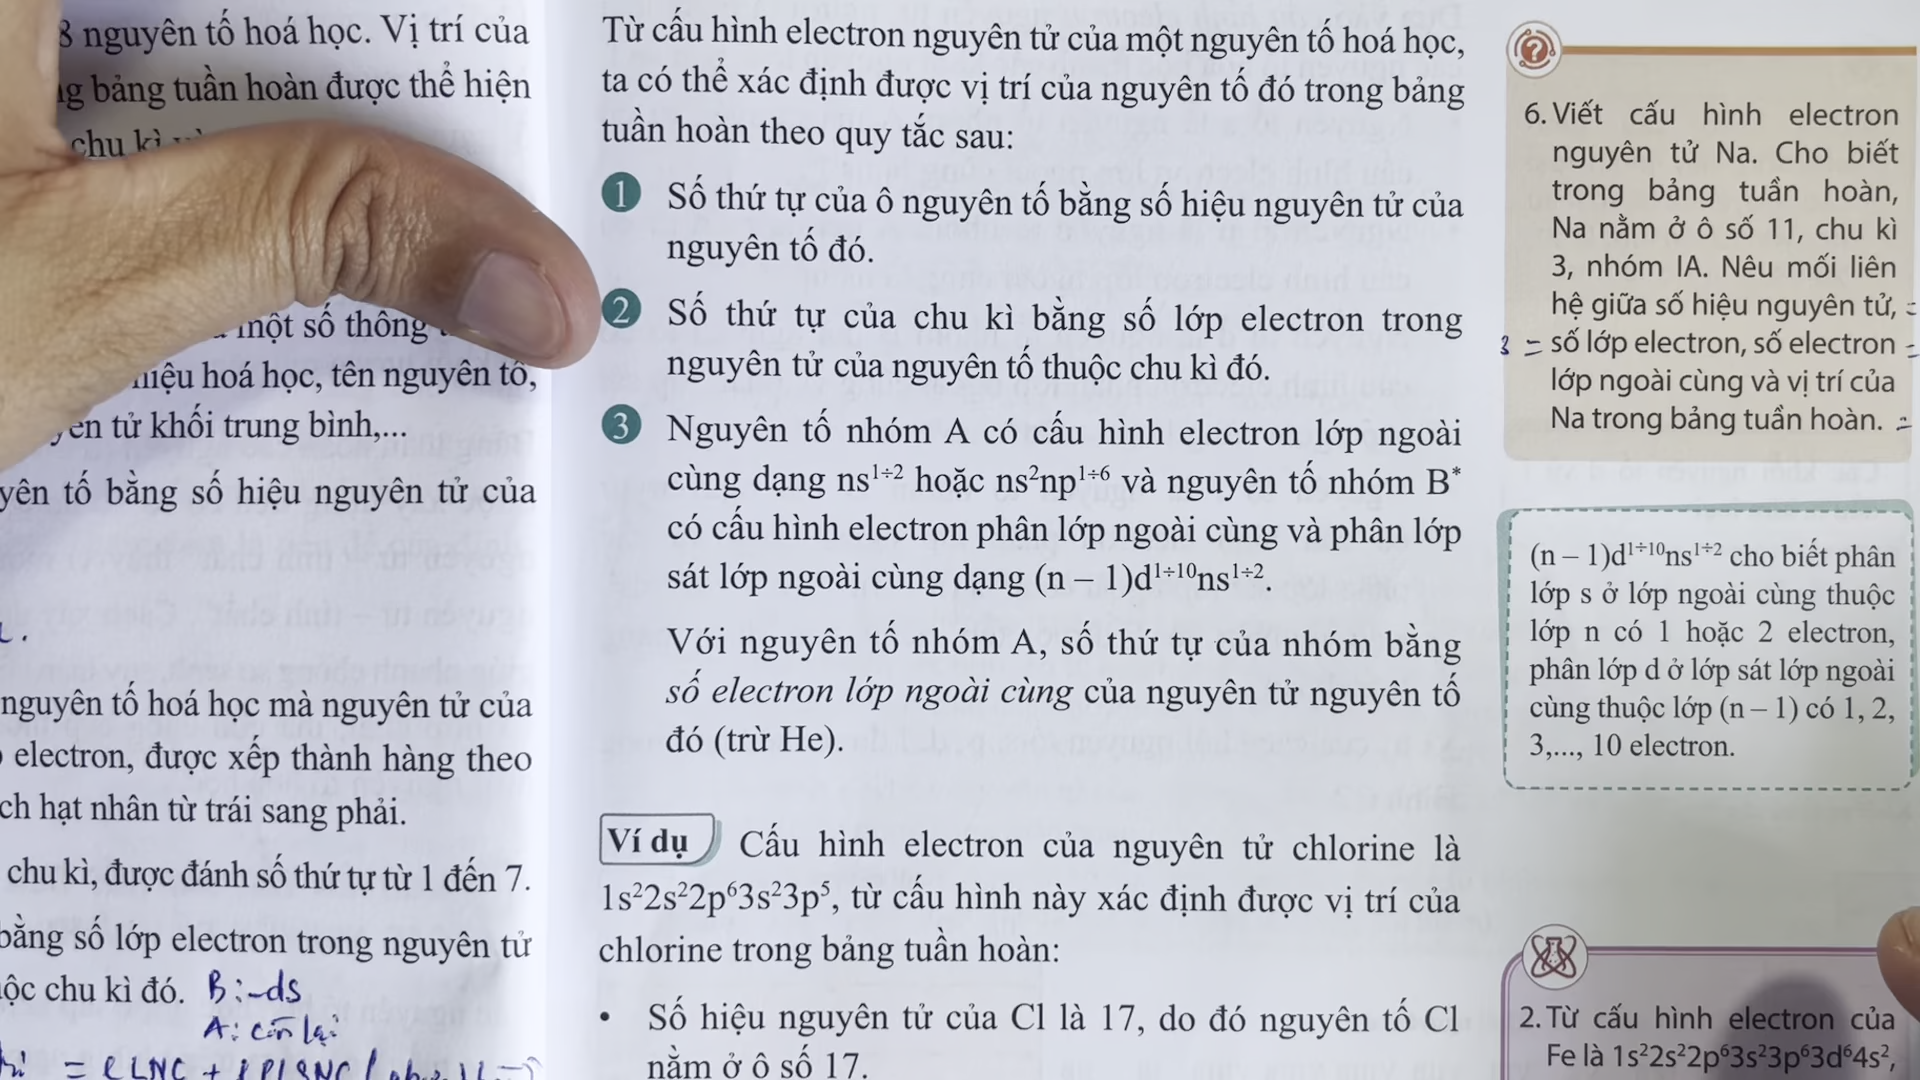 8 nguyên tố hoá học. Vị trí của
bảng tuần hoàn được thể hiện
chu kì
một số thông
hiệu hoá học, tên nguyên tố,
tử khối trung bình,...
tố bằng số hiệu nguyên tử của
nguyên tố hoá học mà nguyên tử của
electron, được xếp thành hàng theo
hạt nhân từ trái sang phải.
chu kì, được đánh số thứ tự từ 1 đến 7.
bằng số lớp electron trong nguyên tử
chu kì đó. B:-ds
A: còn lại
Từ cấu hình electron nguyên tử của một nguyên tố hoá học,
ta có thể xác định được vị trí của nguyên tố đó trong bảng
tuần hoàn theo quy tắc sau:
1 Số thứ tự của ô nguyên tố bằng số hiệu nguyên tử của
nguyên tố đó.
2 Số thứ tự của chu kì bằng số lớp electron trong
nguyên tử của nguyên tố thuộc chu kì đó.
3 Nguyên tố nhóm A có cấu hình electron lớp ngoài
cùng dạng ns¹÷² hoặc ns²np¹÷⁶ và nguyên tố nhóm B*
có cấu hình electron phân lớp ngoài cùng và phân lớp
sát lớp ngoài cùng dạng (n – 1)d¹÷¹⁰ns¹÷².
Với nguyên tố nhóm A, số thứ tự của nhóm bằng
số electron lớp ngoài cùng của nguyên tử nguyên tố
đó (trừ He).
Ví dụ Cấu hình electron của nguyên tử chlorine là
1s²2s²2p⁶3s²3p⁵, từ cấu hình này xác định được vị trí của
chlorine trong bảng tuần hoàn:
• Số hiệu nguyên tử của Cl là 17, do đó nguyên tố Cl
nằm ở ô số 17.
6. Viết cấu hình electron
nguyên tử Na. Cho biết
trong bảng tuần hoàn,
Na nằm ở ô số 11, chu kì
3, nhóm IA. Nêu mối liên
hệ giữa số hiệu nguyên tử, =
3 = số lớp electron, số electron =
lớp ngoài cùng và vị trí của
Na trong bảng tuần hoàn. =
(n – 1)d¹÷¹⁰ns¹÷² cho biết phân
lớp s ở lớp ngoài cùng thuộc
lớp n có 1 hoặc 2 electron,
phân lớp d ở lớp sát lớp ngoài
cùng thuộc lớp (n – 1) có 1, 2,
3,..., 10 electron.
2. Từ cấu hình electron của
Fe là 1s²2s²2p⁶3s²3p⁶3d⁶4s²,